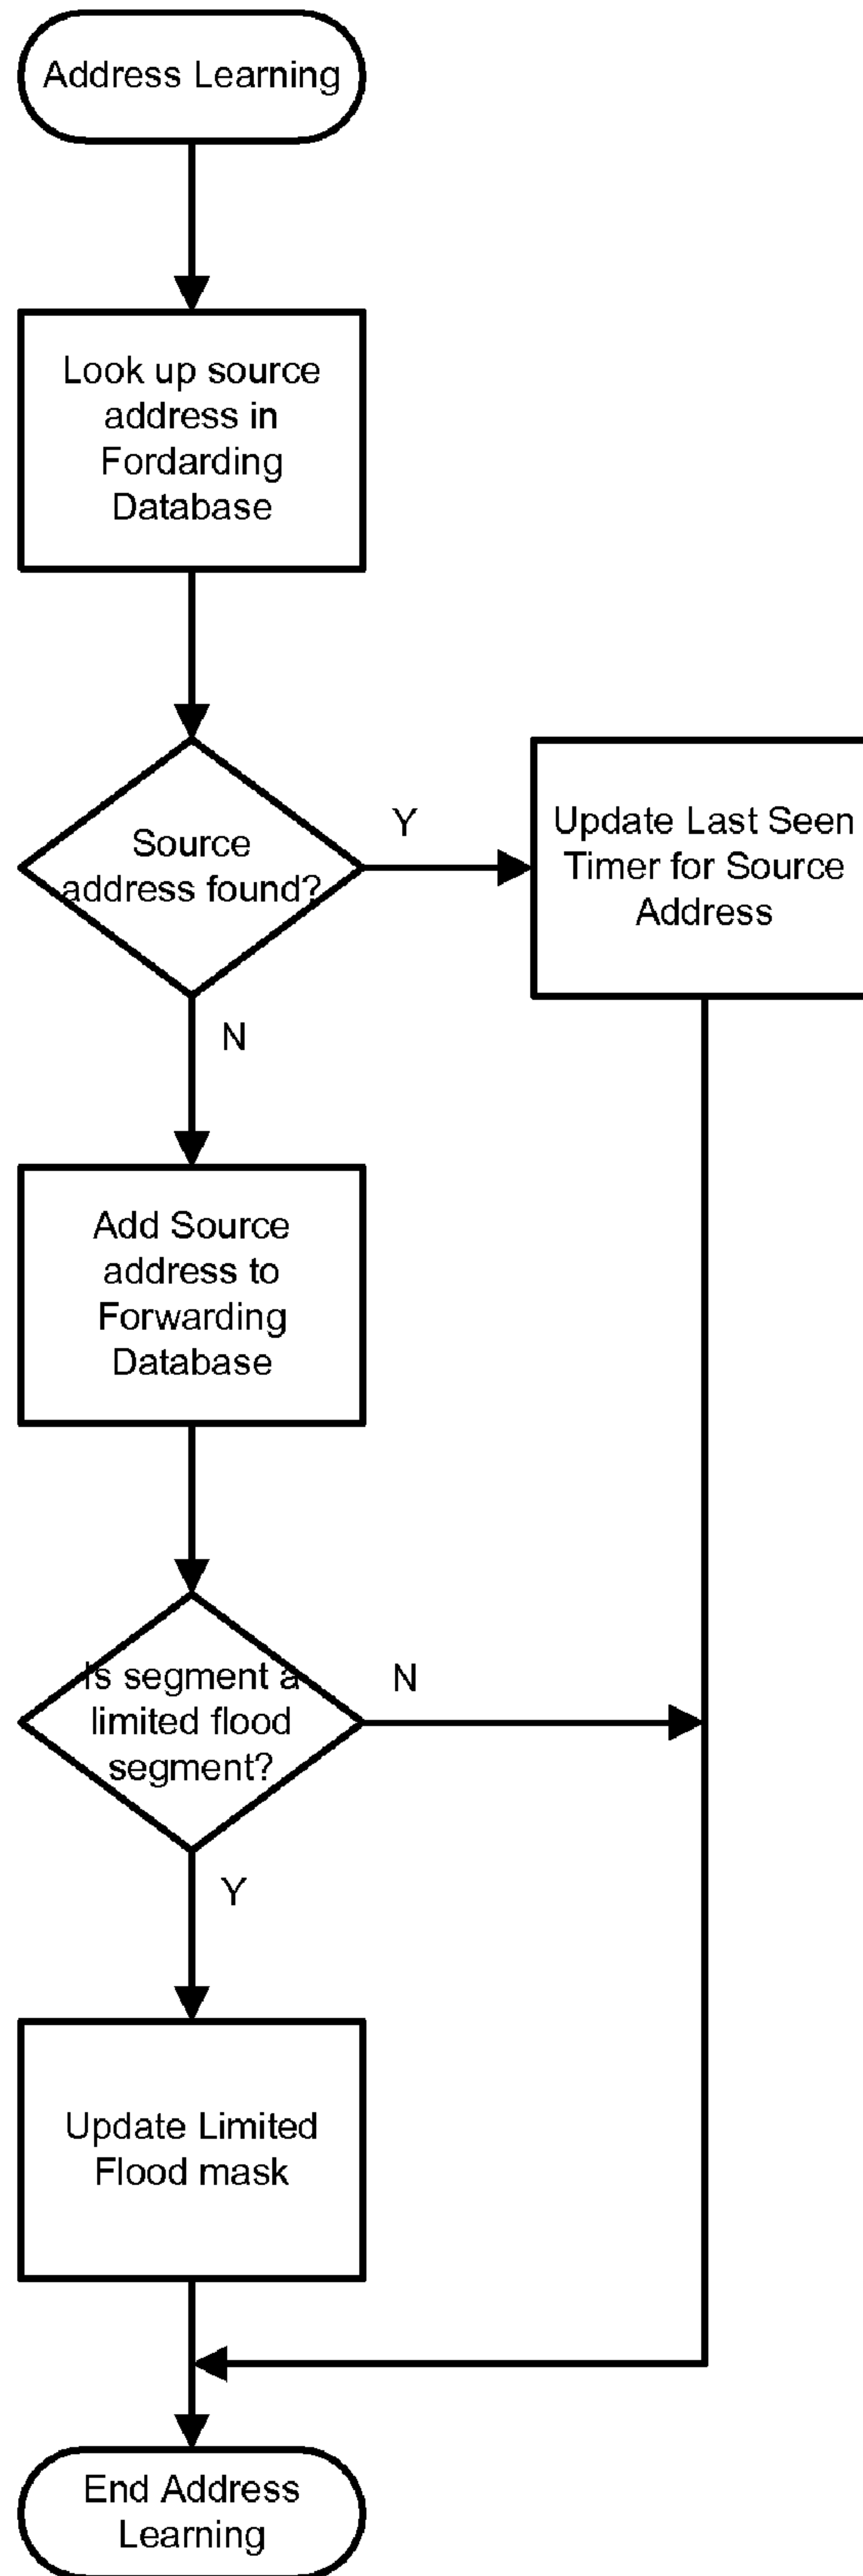 Address Learning
Look up source
address in
Fordarding
Database
Source
address found?
Y
Update Last Seen
Timer for Source
Address
N
Add Source
address to
Forwarding
Database
Is segment a
limited flood
segment?
N
Y
Update Limited
Flood mask
End Address
Learning